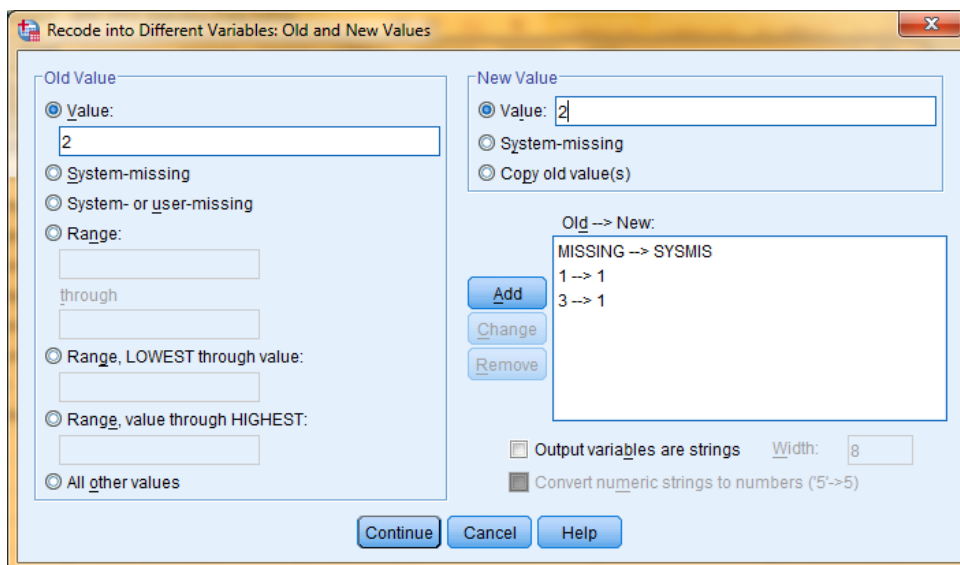 Recode into Different Variables: Old and New Values
Old Value
Value:
2
System-missing
System- or user-missing
Range:
through
Range, LOWEST through value:
Range, value through HIGHEST:
All other values
New Value
Value: 2
System-missing
Copy old value(s)
Old --> New:
MISSING --> SYSMIS
1 --> 1
3 --> 1
Add
Change
Remove
Output variables are strings Width: 8
Convert numeric strings to numbers ('5'->5)
Continue Cancel Help